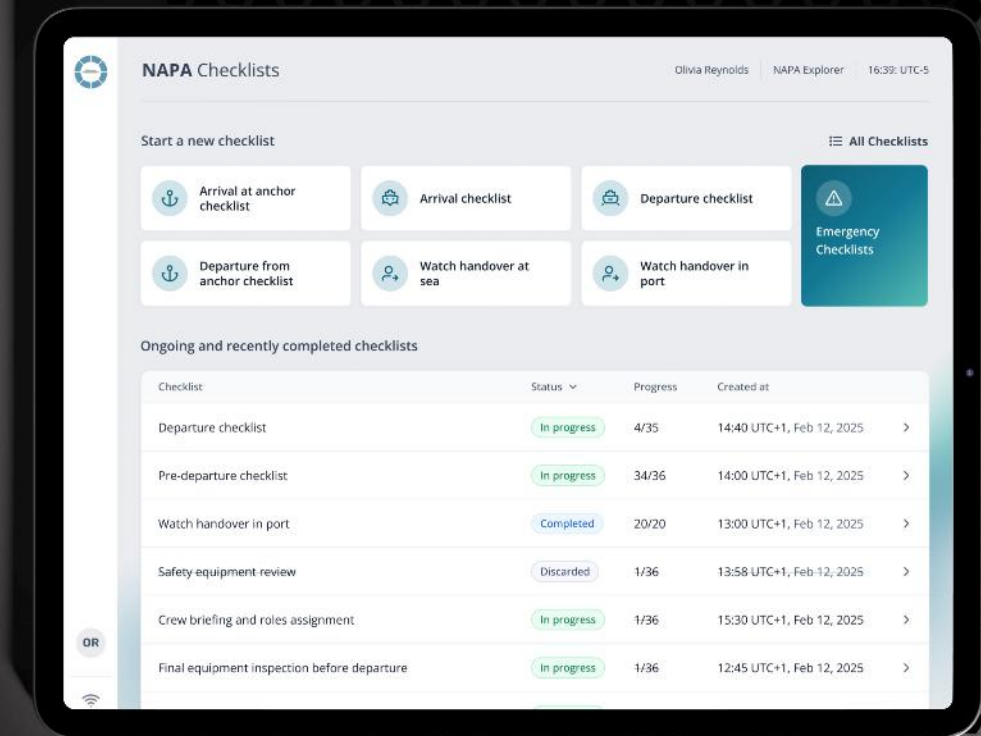 NAPA Checklists
Olivia Reynolds
NAPA Explorer
16:39: UTC-5
Start a new checklist
All Checklists
Arrival at anchor
checklist
Arrival checklist
Departure checklist
Emergency
Checklists
Departure from
anchor checklist
Watch handover at
sea
Watch handover in
port
Ongoing and recently completed checklists
Checklist Status Progress Created at
Departure checklist In progress 4/35 14:40 UTC+1, Feb 12, 2025
Pre-departure checklist In progress 34/36 14:00 UTC+1, Feb 12, 2025
Watch handover in port Completed 20/20 13:00 UTC+1, Feb 12, 2025
Safety equipment review Discarded 1/36 13:58 UTC+1, Feb 12, 2025
Crew briefing and roles assignment In progress 1/36 15:30 UTC+1, Feb 12, 2025
OR
Final equipment inspection before departure In progress 1/36 12:45 UTC+1, Feb 12, 2025